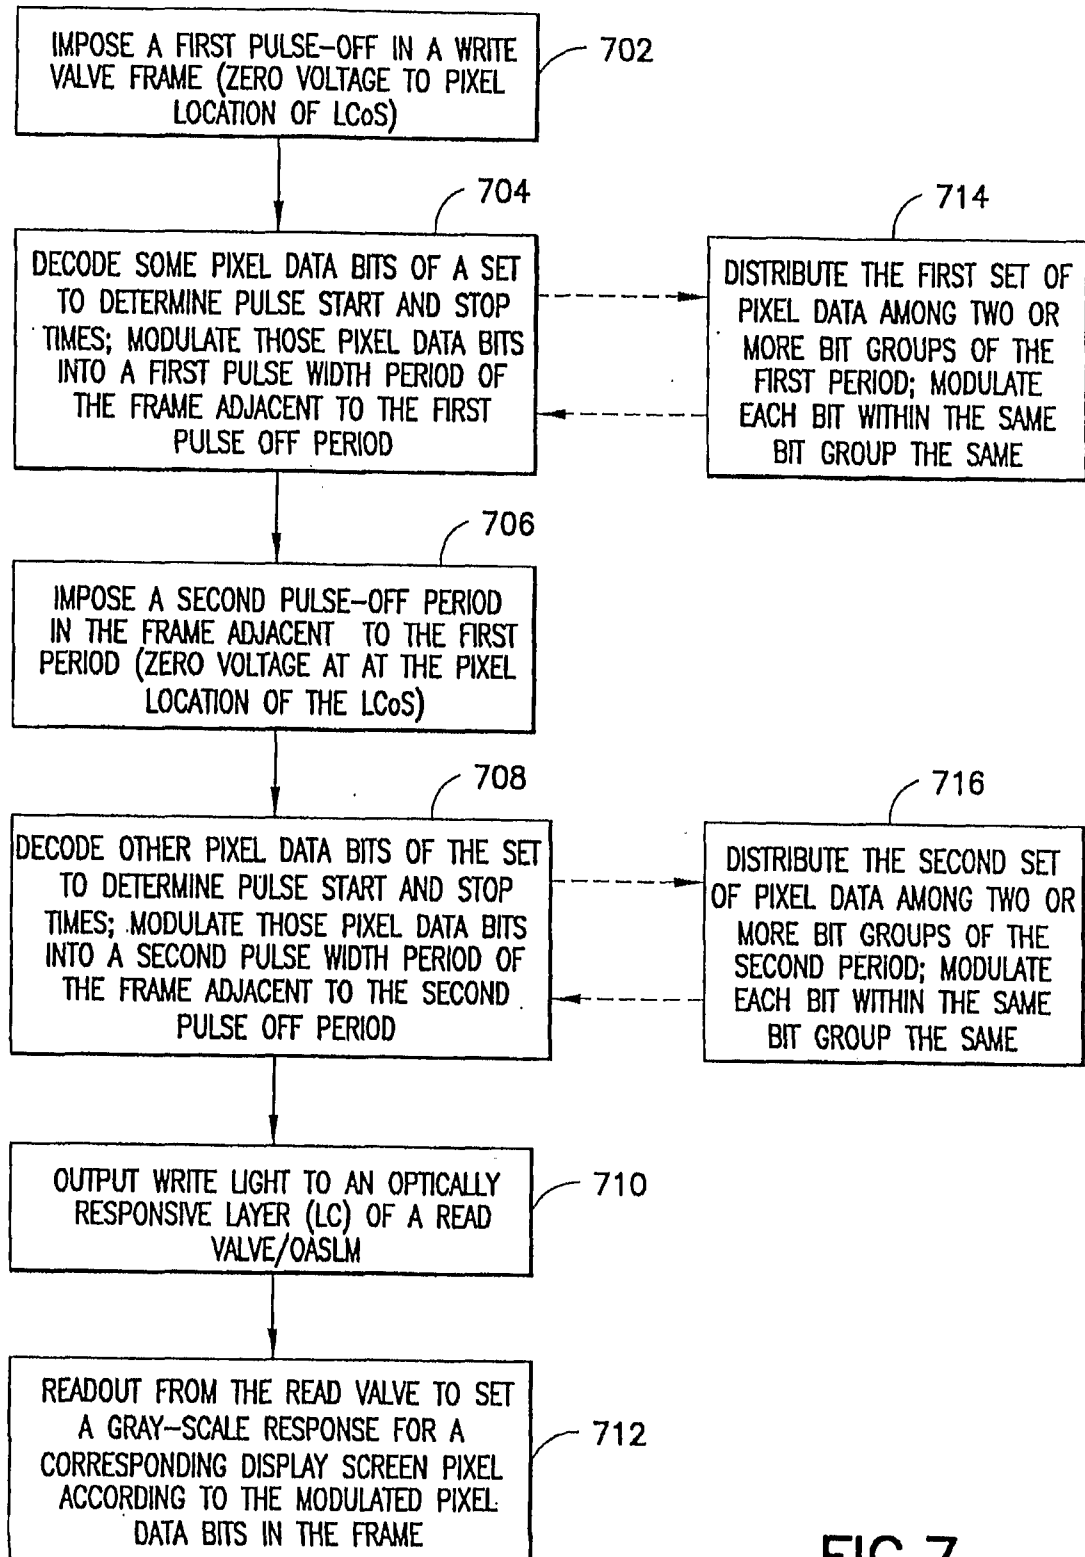 IMPOSE A FIRST PULSE-OFF IN A WRITE
VALVE FRAME (ZERO VOLTAGE TO PIXEL
LOCATION OF LCoS)
702
704
DECODE SOME PIXEL DATA BITS OF A SET
TO DETERMINE PULSE START AND STOP
TIMES; MODULATE THOSE PIXEL DATA BITS
INTO A FIRST PULSE WIDTH PERIOD OF
THE FRAME ADJACENT TO THE FIRST
PULSE OFF PERIOD
714
DISTRIBUTE THE FIRST SET OF
PIXEL DATA AMONG TWO OR
MORE BIT GROUPS OF THE
FIRST PERIOD; MODULATE
EACH BIT WITHIN THE SAME
BIT GROUP THE SAME
706
IMPOSE A SECOND PULSE-OFF PERIOD
IN THE FRAME ADJACENT TO THE FIRST
PERIOD (ZERO VOLTAGE AT AT THE PIXEL
LOCATION OF THE LCoS)
708
DECODE OTHER PIXEL DATA BITS OF THE SET
TO DETERMINE PULSE START AND STOP
TIMES; MODULATE THOSE PIXEL DATA BITS
INTO A SECOND PULSE WIDTH PERIOD OF
THE FRAME ADJACENT TO THE SECOND
PULSE OFF PERIOD
716
DISTRIBUTE THE SECOND SET
OF PIXEL DATA AMONG TWO OR
MORE BIT GROUPS OF THE
SECOND PERIOD; MODULATE
EACH BIT WITHIN THE SAME
BIT GROUP THE SAME
OUTPUT WRITE LIGHT TO AN OPTICALLY
RESPONSIVE LAYER (LC) OF A READ
VALVE/OASLM
710
READOUT FROM THE READ VALVE TO SET
A GRAY-SCALE RESPONSE FOR A
CORRESPONDING DISPLAY SCREEN PIXEL
ACCORDING TO THE MODULATED PIXEL
DATA BITS IN THE FRAME
712
FIG.7